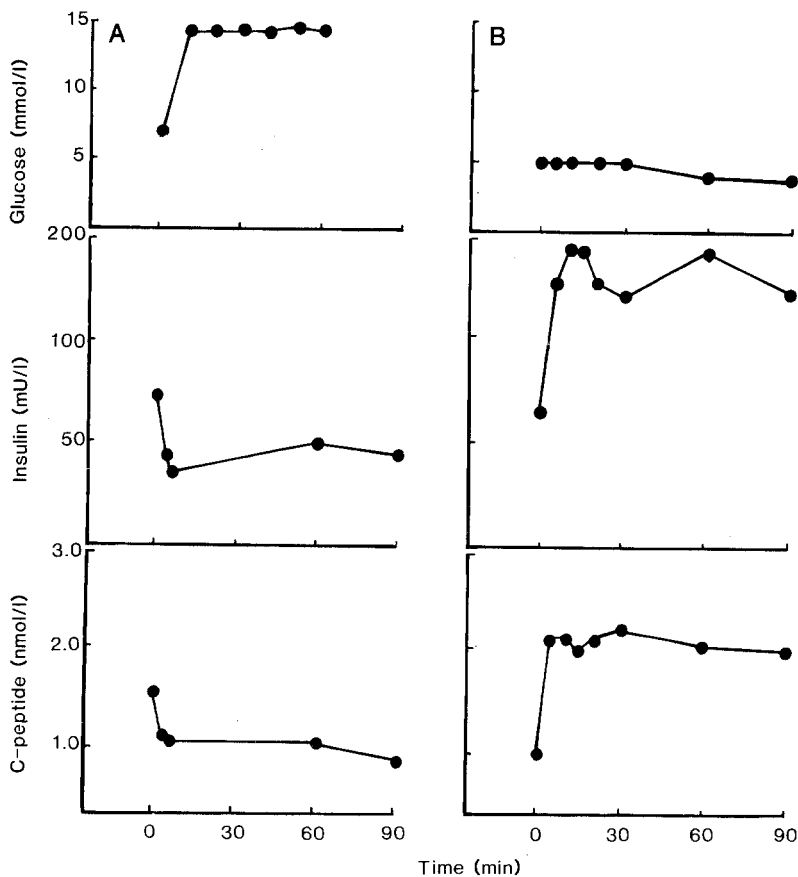 A
B
Glucose (mmol/l)
15
10
5
Insulin (mU/l)
200
100
50
C-peptide (nmol/l)
3.0
2.0
1.0
0 30 60 90
0 30 60 90
Time (min)